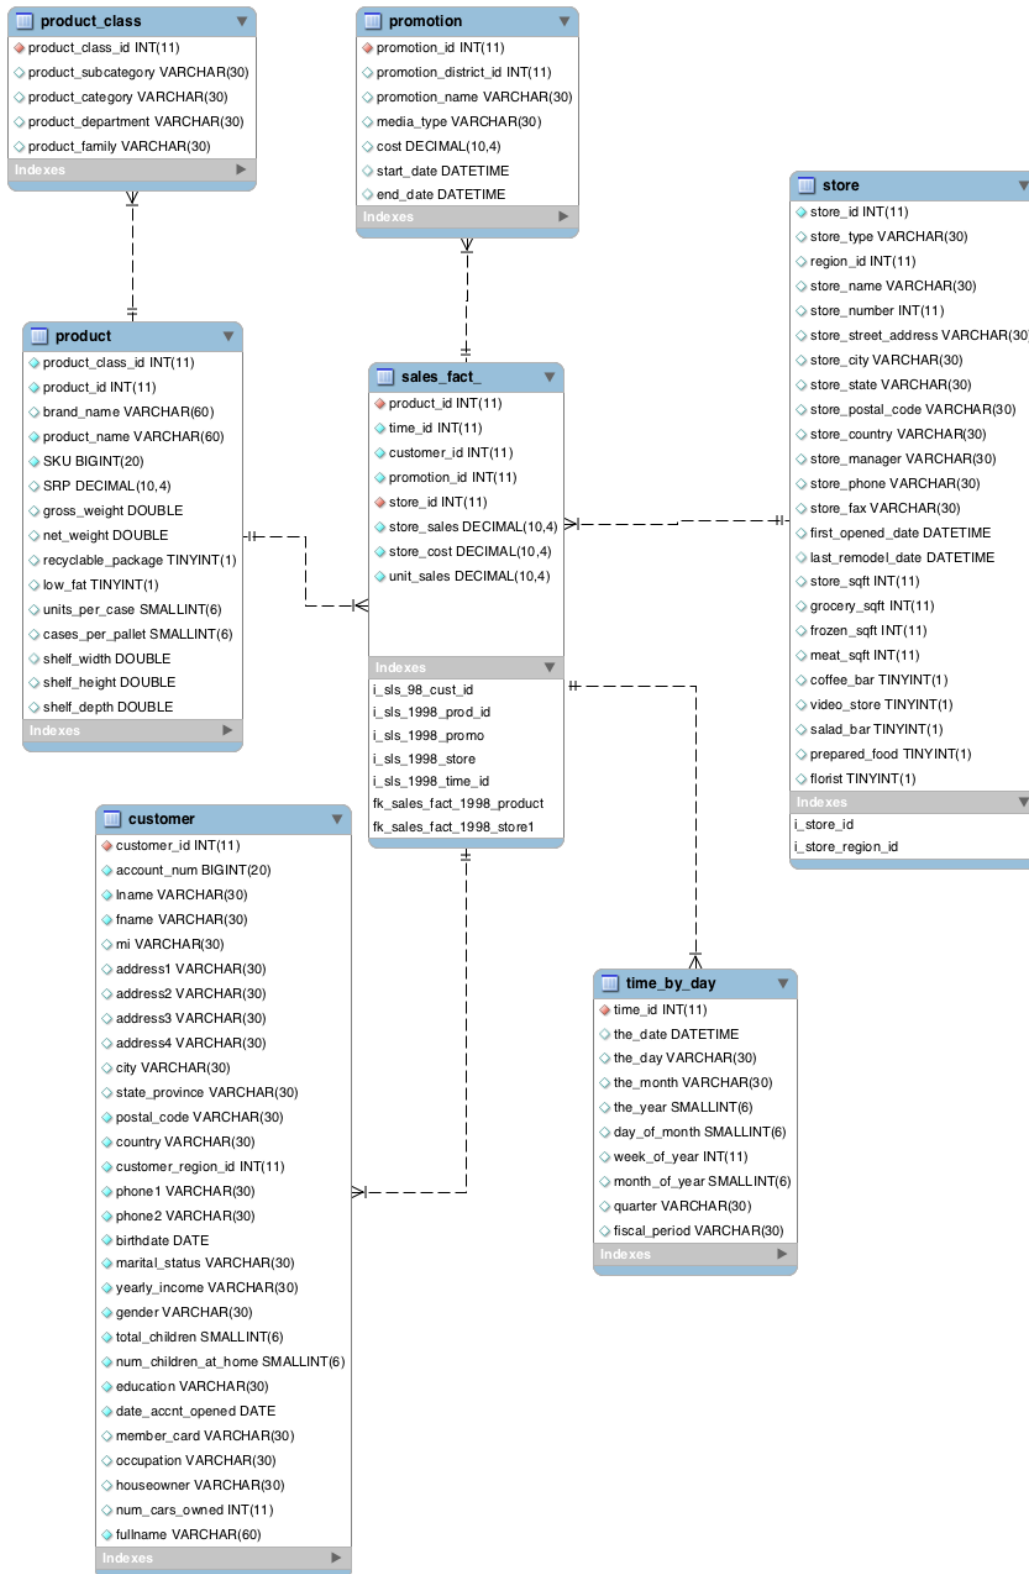 product_class
product_class_id INT(11)
product_subcategory VARCHAR(30)
product_category VARCHAR(30)
product_department VARCHAR(30)
product_family VARCHAR(30)
Indexes
promotion
promotion_id INT(11)
promotion_district_id INT(11)
promotion_name VARCHAR(30)
media_type VARCHAR(30)
cost DECIMAL(10,4)
start_date DATETIME
end_date DATETIME
Indexes
store
store_id INT(11)
store_type VARCHAR(30)
region_id INT(11)
store_name VARCHAR(30)
store_number INT(11)
store_street_address VARCHAR(30)
store_city VARCHAR(30)
store_state VARCHAR(30)
store_postal_code VARCHAR(30)
store_country VARCHAR(30)
store_manager VARCHAR(30)
store_phone VARCHAR(30)
store_fax VARCHAR(30)
first_opened_date DATETIME
last_remodel_date DATETIME
store_sqft INT(11)
grocery_sqft INT(11)
frozen_sqft INT(11)
meat_sqft INT(11)
coffee_bar TINYINT(1)
video_store TINYINT(1)
salad_bar TINYINT(1)
prepared_food TINYINT(1)
florist TINYINT(1)
Indexes
i_store_id
i_store_region_id
product
product_class_id INT(11)
product_id INT(11)
brand_name VARCHAR(60)
product_name VARCHAR(60)
SKU BIGINT(20)
SRP DECIMAL(10,4)
gross_weight DOUBLE
net_weight DOUBLE
recyclable_package TINYINT(1)
low_fat TINYINT(1)
units_per_case SMALLINT(6)
cases_per_pallet SMALLINT(6)
shelf_width DOUBLE
shelf_height DOUBLE
shelf_depth DOUBLE
Indexes
sales_fact_
product_id INT(11)
time_id INT(11)
customer_id INT(11)
promotion_id INT(11)
store_id INT(11)
store_sales DECIMAL(10,4)
store_cost DECIMAL(10,4)
unit_sales DECIMAL(10,4)
Indexes
i_sls_98_cust_id
i_sls_1998_prod_id
i_sls_1998_promo
i_sls_1998_store
i_sls_1998_time_id
fk_sales_fact_1998_product
fk_sales_fact_1998_store1
customer
customer_id INT(11)
account_num BIGINT(20)
lname VARCHAR(30)
fname VARCHAR(30)
mi VARCHAR(30)
address1 VARCHAR(30)
address2 VARCHAR(30)
address3 VARCHAR(30)
address4 VARCHAR(30)
city VARCHAR(30)
state_province VARCHAR(30)
postal_code VARCHAR(30)
country VARCHAR(30)
customer_region_id INT(11)
phone1 VARCHAR(30)
phone2 VARCHAR(30)
birthdate DATE
marital_status VARCHAR(30)
yearly_income VARCHAR(30)
gender VARCHAR(30)
total_children SMALLINT(6)
num_children_at_home SMALLINT(6)
education VARCHAR(30)
date_accnt_opened DATE
member_card VARCHAR(30)
occupation VARCHAR(30)
houseowner VARCHAR(30)
num_cars_owned INT(11)
fullname VARCHAR(60)
Indexes
time_by_day
time_id INT(11)
the_date DATETIME
the_day VARCHAR(30)
the_month VARCHAR(30)
the_year SMALLINT(6)
day_of_month SMALLINT(6)
week_of_year INT(11)
month_of_year SMALLINT(6)
quarter VARCHAR(30)
fiscal_period VARCHAR(30)
Indexes